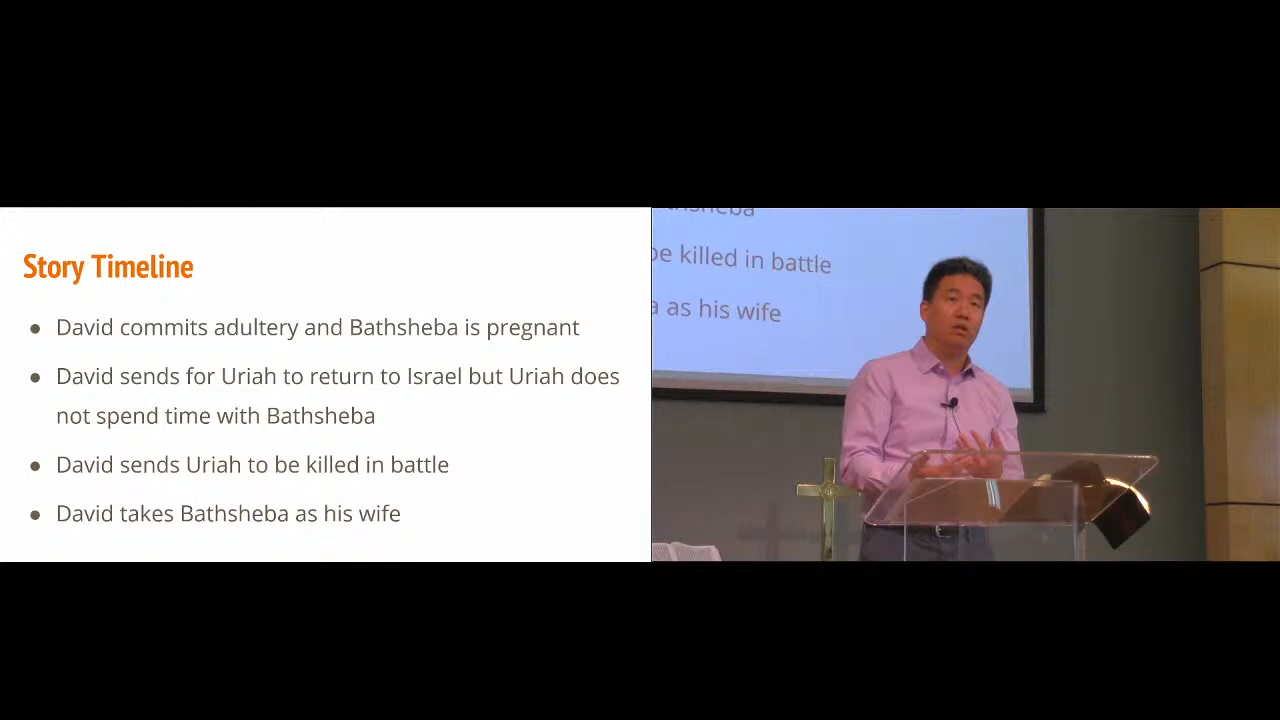 Story Timeline
● David commits adultery and Bathsheba is pregnant
● David sends for Uriah to return to Israel but Uriah does
not spend time with Bathsheba
● David sends Uriah to be killed in battle
● David takes Bathsheba as his wife
thsheba
be killed in battle
a as his wife